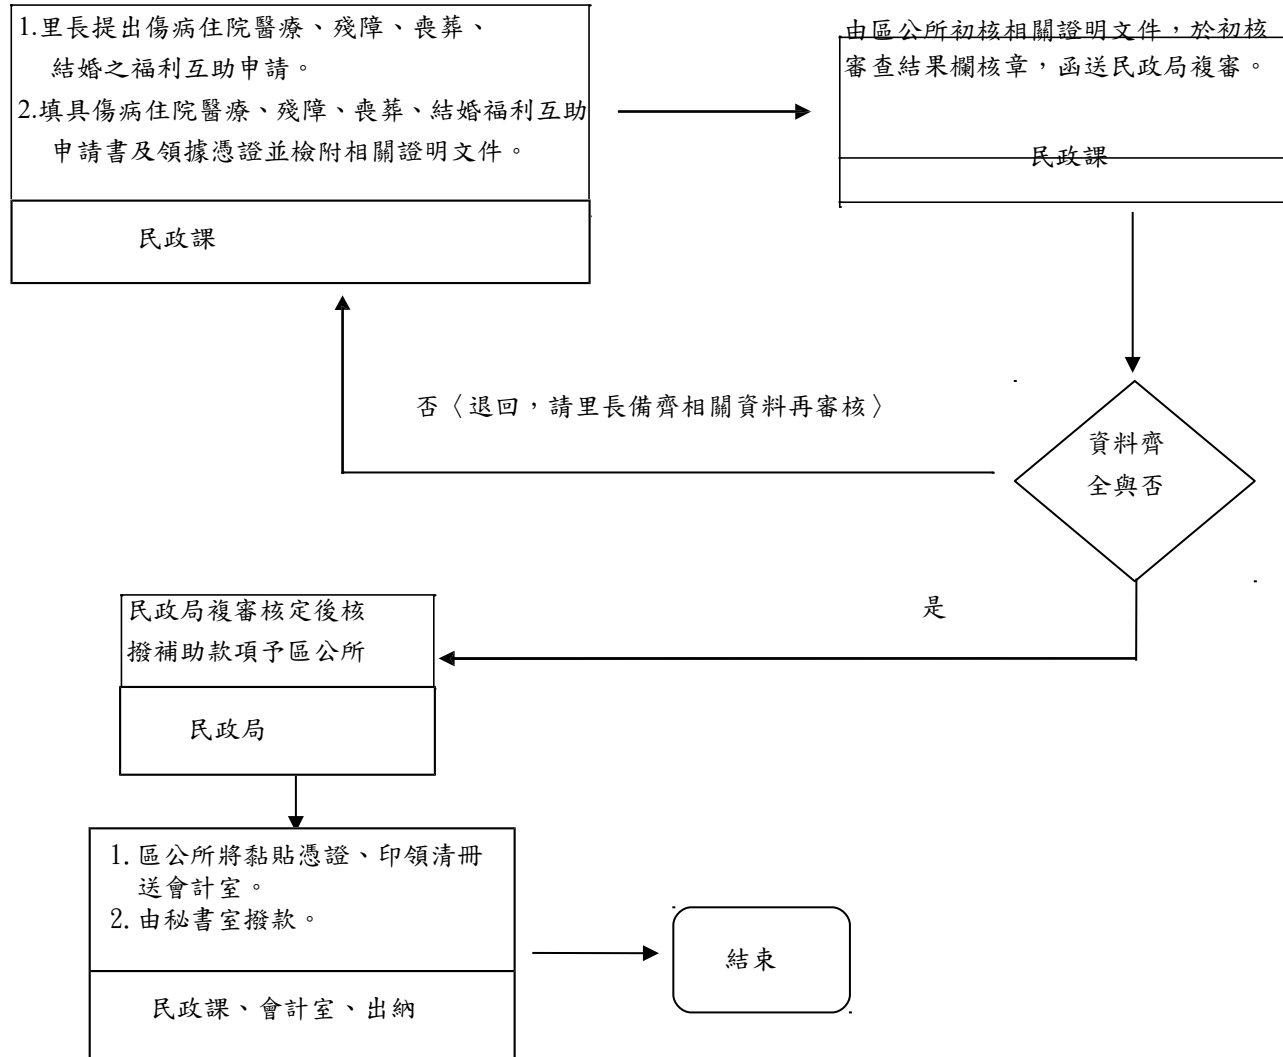 1.里長提出傷病住院醫療、殘障、喪葬、
結婚之福利互助申請。
2.填具傷病住院醫療、殘障、喪葬、結婚福利互助
申請書及領據憑證並檢附相關證明文件。
民政課
由區公所初核相關證明文件，於初核
審查結果欄核章，函送民政局複審。
民政課
否〈退回，請里長備齊相關資料再審核〉
資料齊
全與否
是
民政局複審核定後核
撥補助款項予區公所
民政局
1. 區公所將黏貼憑證、印領清冊
送會計室。
2. 由秘書室撥款。
民政課、會計室、出納
結束